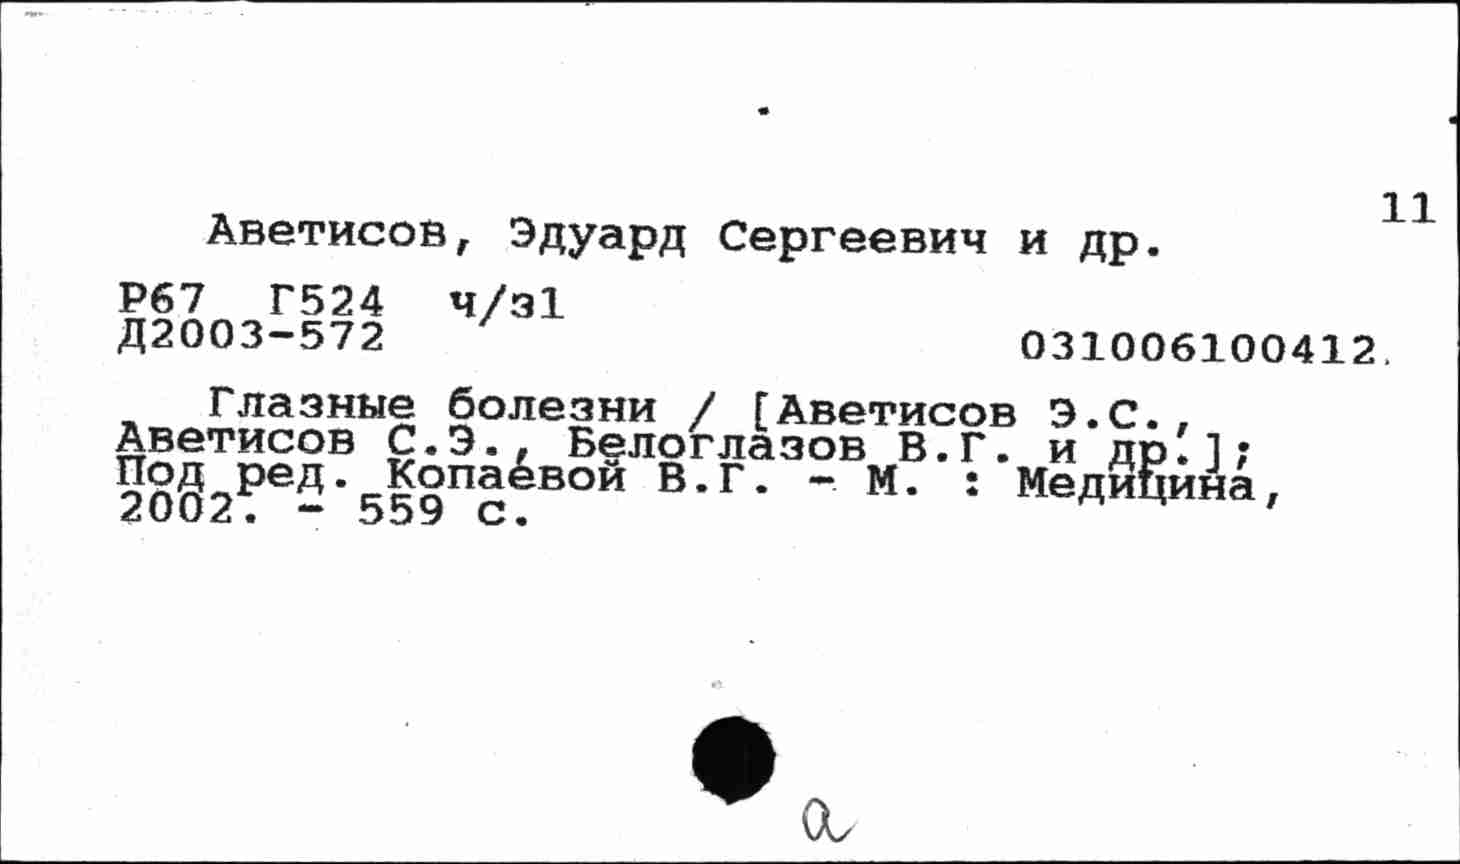 11
Аветисов, Эдуард Сергеевич и др.
Р67 Г524 ч/з1
Д2003-572
031006100412.
Глазные болезни / [Аветисов Э.С.,
Аветисов С.Э., Белоглазов В.Г. и др.];
Под ред. Копаевой В.Г. - М. : Медицина,
2002. - 559 с.
а